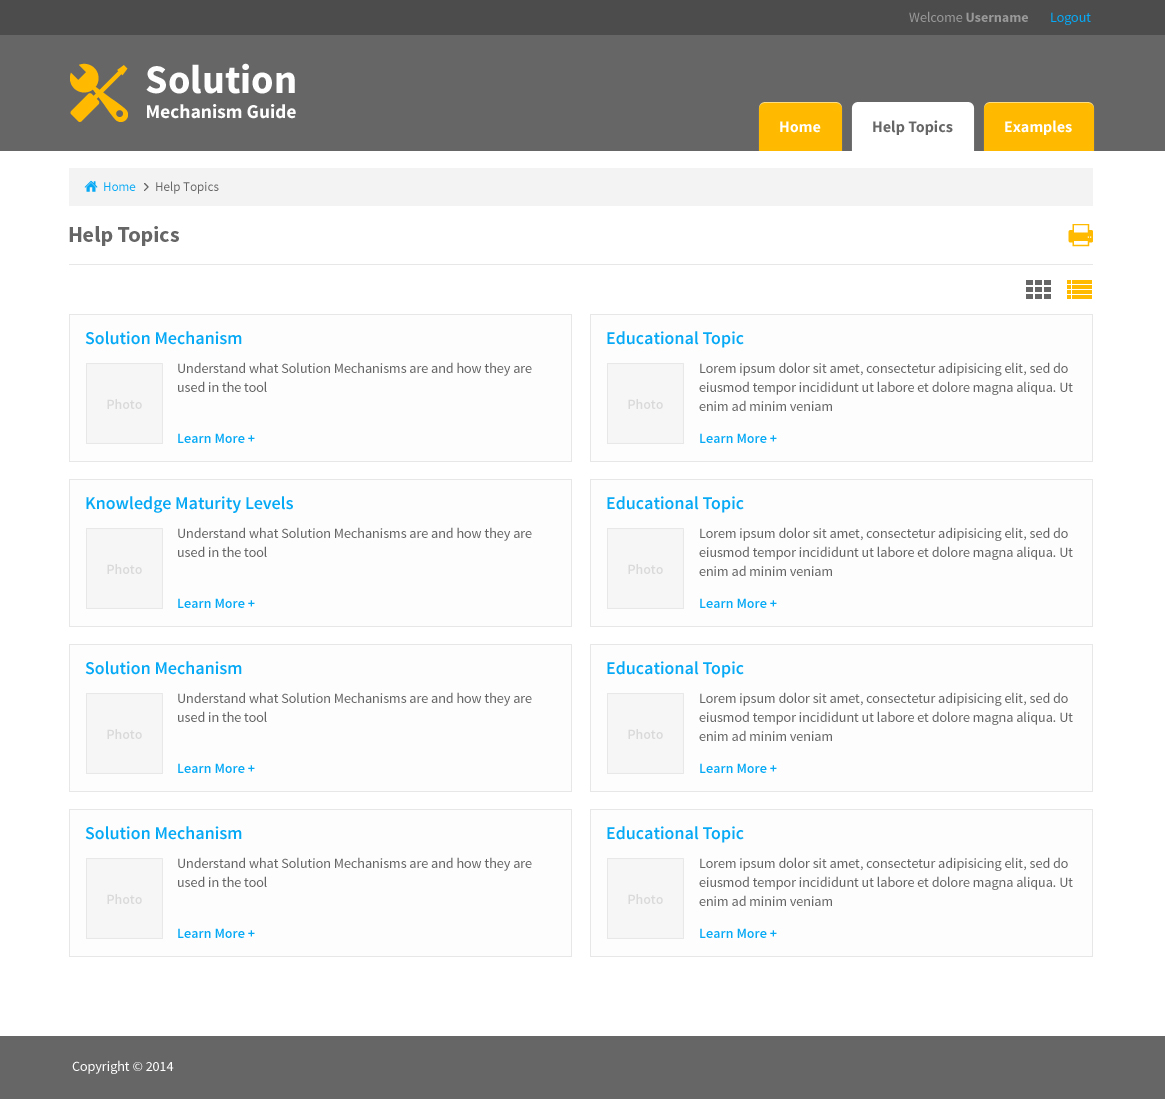 Welcome Username Logout
Solution
Mechanism Guide
Home Help Topics Examples
Home > Help Topics
Help Topics
Solution Mechanism
Photo
Understand what Solution Mechanisms are and how they are
used in the tool
Learn More +
Educational Topic
Photo
Lorem ipsum dolor sit amet, consectetur adipisicing elit, sed do
eiusmod tempor incididunt ut labore et dolore magna aliqua. Ut
enim ad minim veniam
Learn More +
Knowledge Maturity Levels
Photo
Understand what Solution Mechanisms are and how they are
used in the tool
Learn More +
Educational Topic
Photo
Lorem ipsum dolor sit amet, consectetur adipisicing elit, sed do
eiusmod tempor incididunt ut labore et dolore magna aliqua. Ut
enim ad minim veniam
Learn More +
Solution Mechanism
Photo
Understand what Solution Mechanisms are and how they are
used in the tool
Learn More +
Educational Topic
Photo
Lorem ipsum dolor sit amet, consectetur adipisicing elit, sed do
eiusmod tempor incididunt ut labore et dolore magna aliqua. Ut
enim ad minim veniam
Learn More +
Solution Mechanism
Photo
Understand what Solution Mechanisms are and how they are
used in the tool
Learn More +
Educational Topic
Photo
Lorem ipsum dolor sit amet, consectetur adipisicing elit, sed do
eiusmod tempor incididunt ut labore et dolore magna aliqua. Ut
enim ad minim veniam
Learn More +
Copyright © 2014